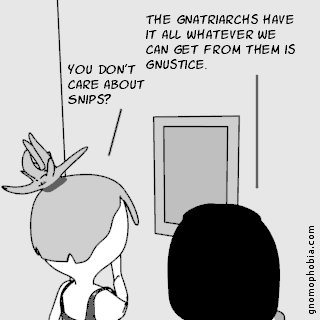 YOU DON'T
CARE ABOUT
SNIPS?
THE GNATRIARCHS HAVE
IT ALL WHATEVER WE
CAN GET FROM THEM IS
GNUSTICE.
gnomophobia.com